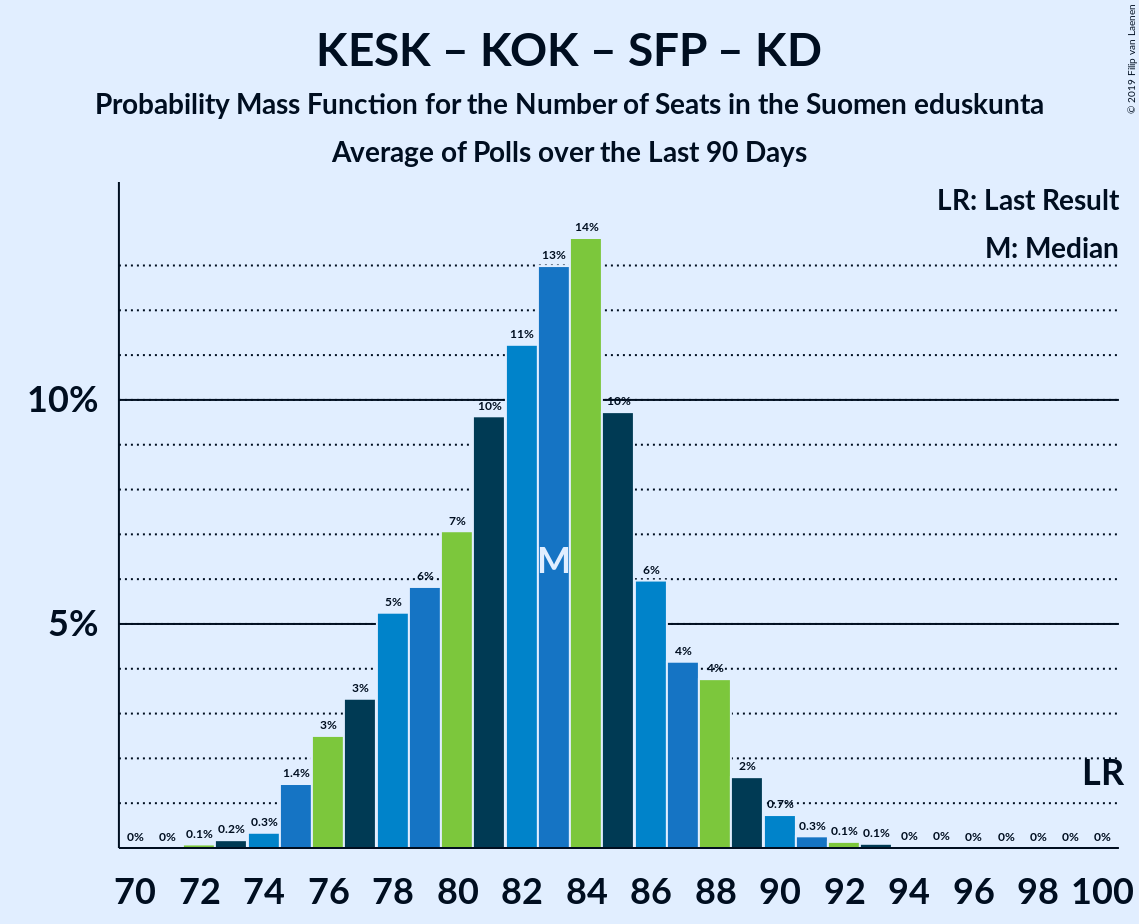 KESK – KOK – SFP – KD
Probability Mass Function for the Number of Seats in the Suomen eduskunta
Average of Polls over the Last 90 Days
© 2019 Filip van Laenen
LR: Last Result
M: Median
10%
5%
0% 0% 0.1% 0.2% 0.3% 1.4% 3% 3% 5% 6% 7% 10% 11% 13% 14% 10% 6% 4% 4% 2% 0.7% 0.3% 0.1% 0.1% 0% 0% 0% 0% 0% 0% 0%
M
LR
70 72 74 76 78 80 82 84 86 88 90 92 94 96 98 100